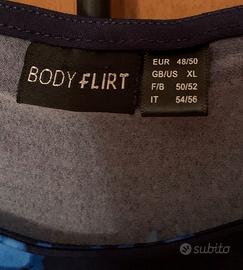 BODY FLIRT
EUR 48/50
GB/US XL
F/B 50/52
IT 54/56
subito